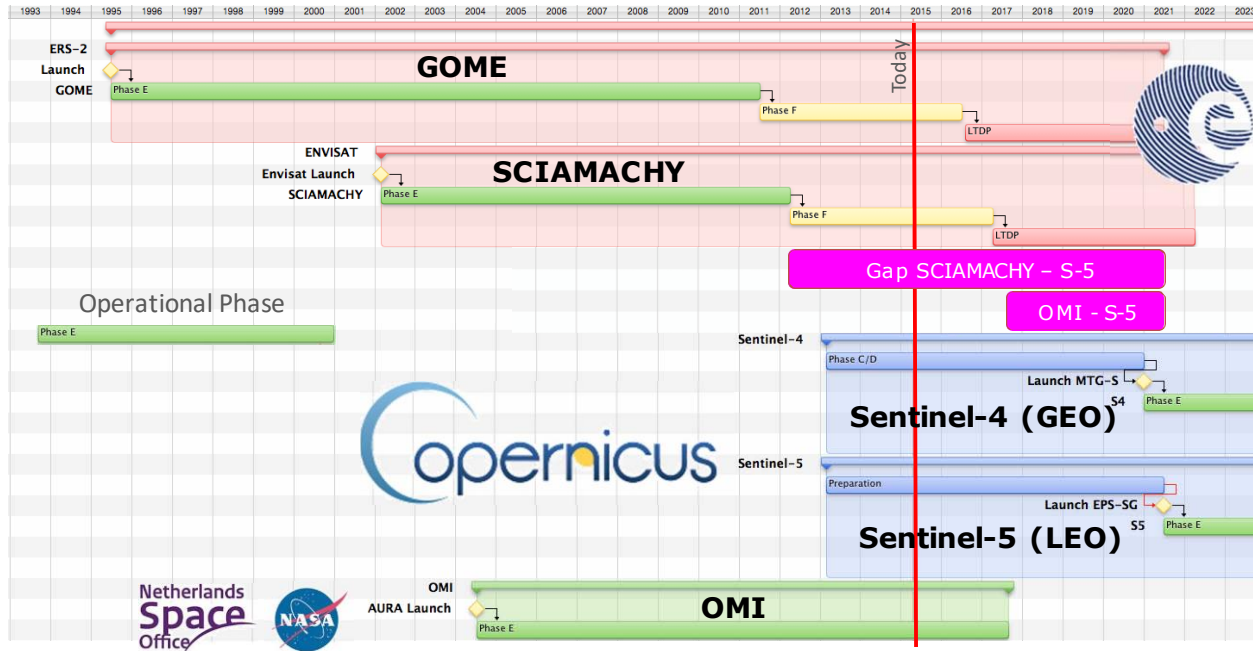 1993 1994 1995 1996 1997 1998 1999 2000 2001 2002 2003 2004 2005 2006 2007 2008 2009 2010 2011 2012 2013 2014 2015 2016 2017 2018 2019 2020 2021 2022 2023
Today
ERS-2
GOME
Launch
GOME Phase E
Phase F
LTDP
ENVISAT
Envisat Launch
SCIAMACHY
SCIAMACHY Phase E
Phase F
LTDP
Gap SCIAMACHY – S-5
OMI - S-5
Operational Phase
Phase E
Sentinel-4
Phase C/D
Launch MTG-S
S4 Phase E
Sentinel-4 (GEO)
opernicus
Sentinel-5
Preparation
Launch EPS-SG
S5 Phase E
Sentinel-5 (LEO)
Netherlands
Space
Office
NASA
OMI
AURA Launch
OMI
Phase E